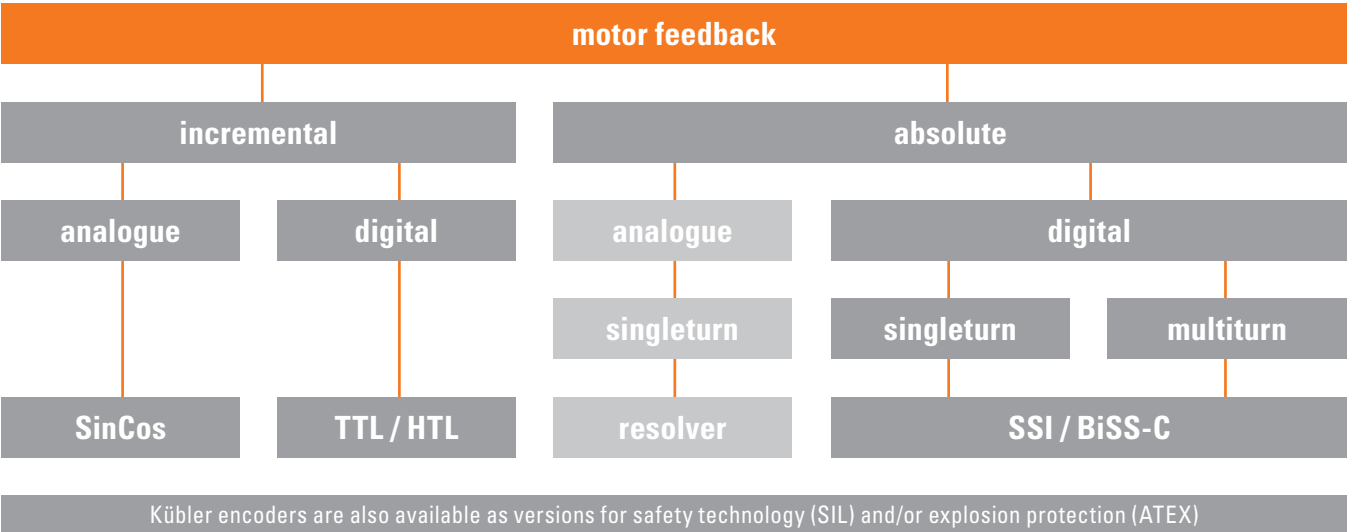 motor feedback
incremental
absolute
analogue
digital
analogue
digital
singleturn
singleturn
multiturn
SinCos
TTL / HTL
resolver
SSI / BiSS-C
Kübler encoders are also available as versions for safety technology (SIL) and/or explosion protection (ATEX)